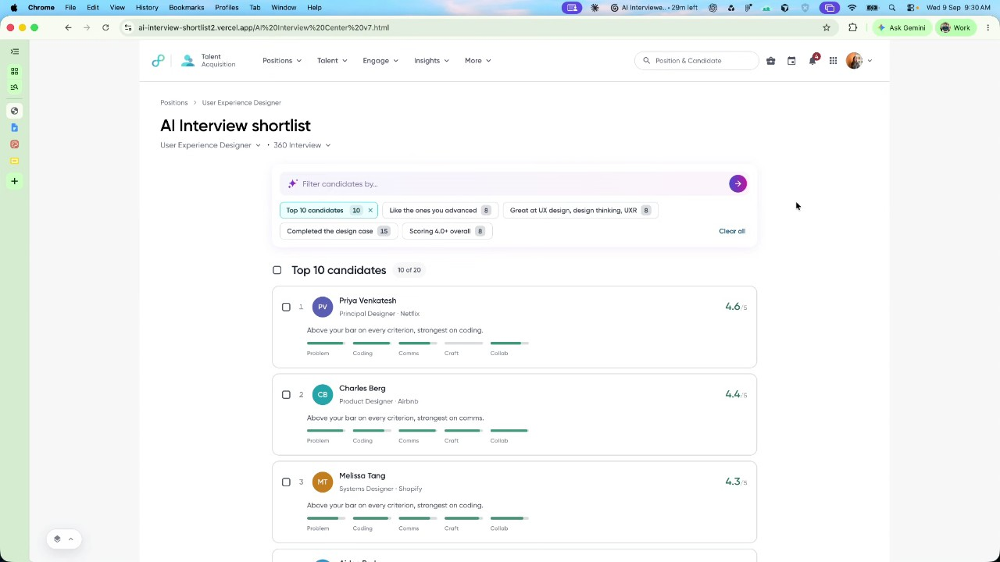 Chrome File Edit View History Bookmarks Profiles Tab Window Help AI Interview... · 29m left Wed 9 Sep 9:30 AM
ai-interview-shortlist2.vercel.app/AI%20Interview%20Center%20v7.html Ask Gemini Work
Talent Acquisition
Positions Talent Engage Insights More Position & Candidate 4
Positions > User Experience Designer
AI Interview shortlist
User Experience Designer • 360 Interview
Filter candidates by...
Top 10 candidates 10 × Like the ones you advanced 8 Great at UX design, design thinking, UXR 8
Completed the design case 15 Scoring 4.0+ overall 8 Clear all
Top 10 candidates 10 of 20
1 PV Priya Venkatesh 4.6/5
Principal Designer · Netflix
Above your bar on every criterion, strongest on coding.
Problem Coding Comms Craft Collab
2 CB Charles Berg 4.4/5
Product Designer · Airbnb
Above your bar on every criterion, strongest on comms.
Problem Coding Comms Craft Collab
3 MT Melissa Tang 4.3/5
Systems Designer · Shopify
Above your bar on every criterion, strongest on coding.
Problem Coding Comms Craft Collab